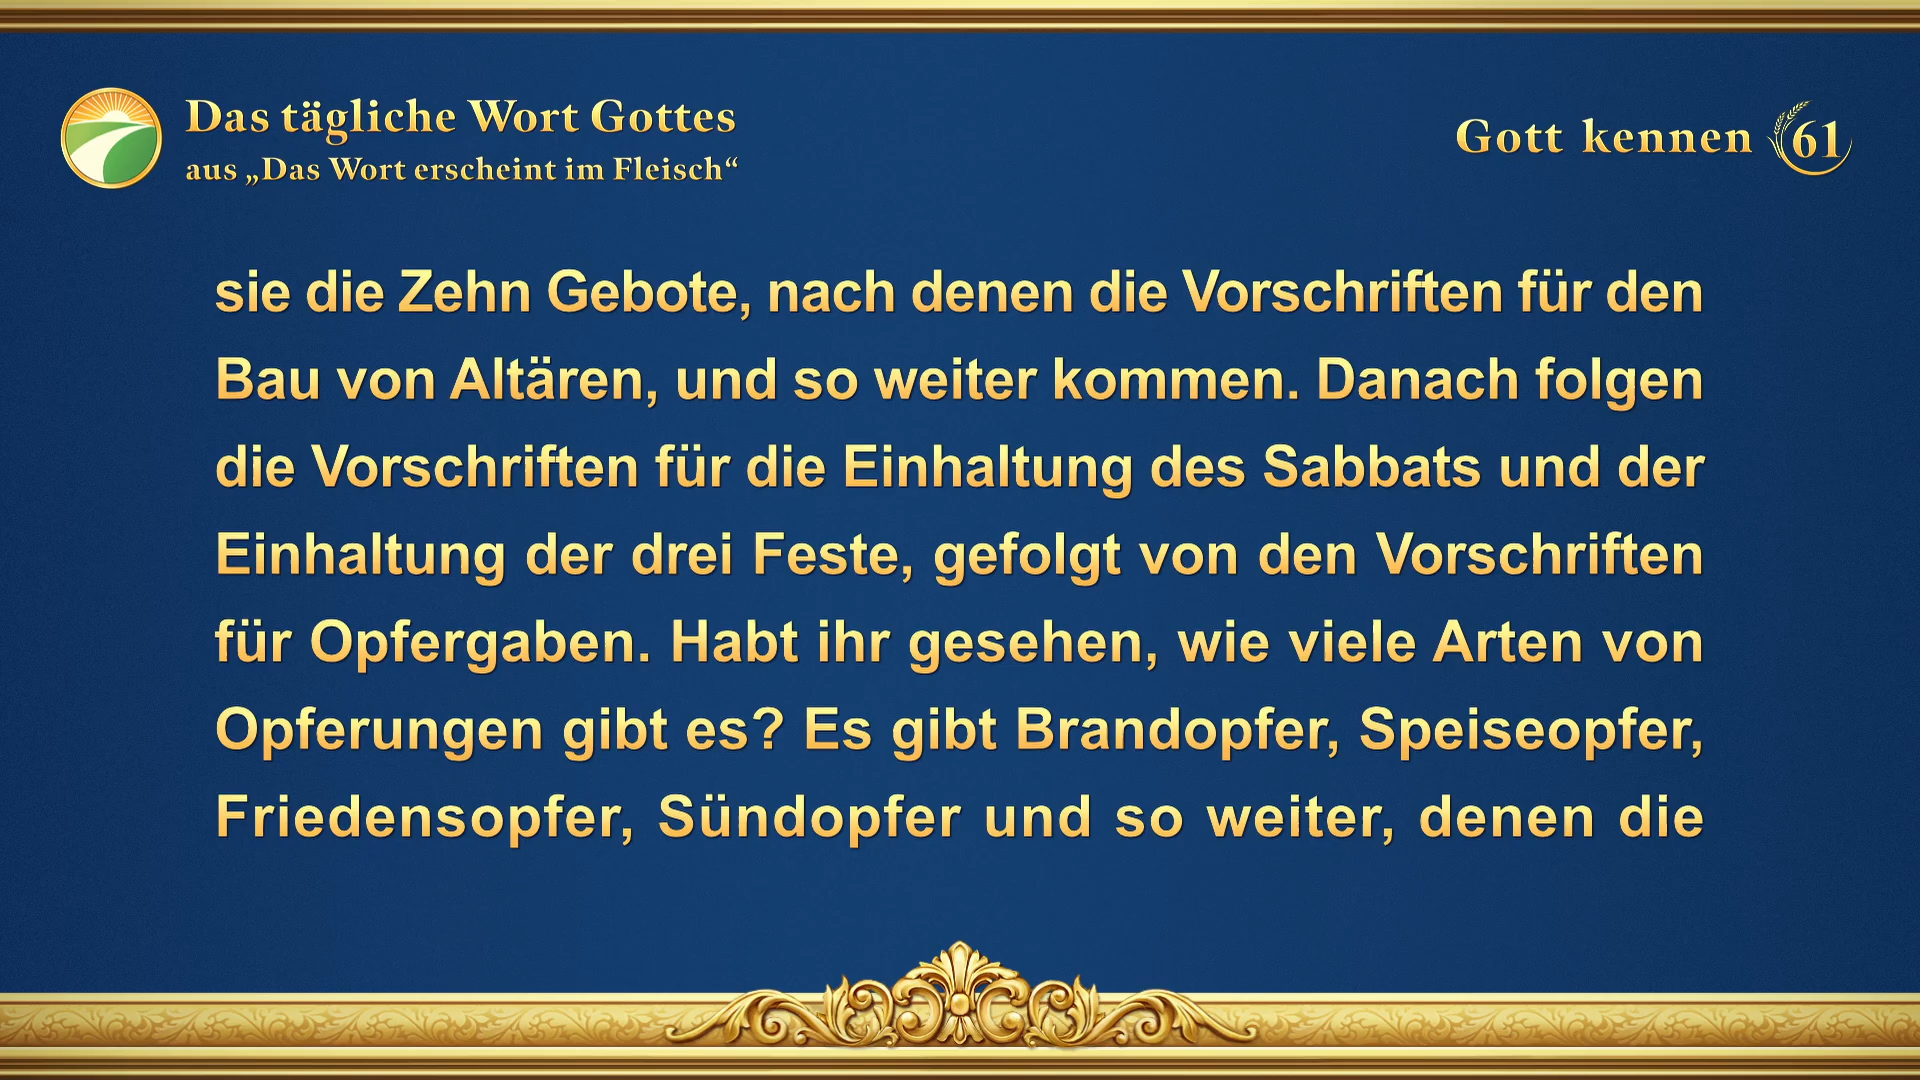 Das tägliche Wort Gottes
aus „Das Wort erscheint im Fleisch“
Gott kennen 61
sie die Zehn Gebote, nach denen die Vorschriften für den
Bau von Altären, und so weiter kommen. Danach folgen
die Vorschriften für die Einhaltung des Sabbats und der
Einhaltung der drei Feste, gefolgt von den Vorschriften
für Opfergaben. Habt ihr gesehen, wie viele Arten von
Opferungen gibt es? Es gibt Brandopfer, Speiseopfer,
Friedensopfer, Sündopfer und so weiter, denen die